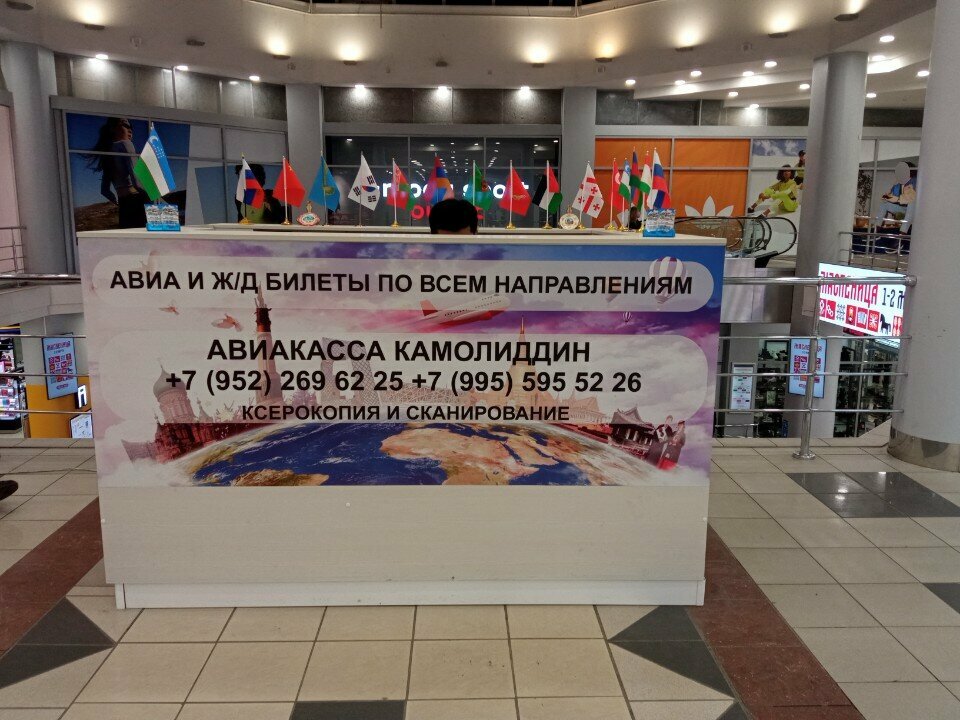 АВИА И Ж/Д БИЛЕТЫ ПО ВСЕМ НАПРАВЛЕНИЯМ
АВИАКАССА КАМОЛИДДИН
+7 (952) 269 62 25 +7 (995) 595 52 26
КСЕРОКОПИЯ И СКАНИРОВАНИЕ
МАСЛЕНИЦА